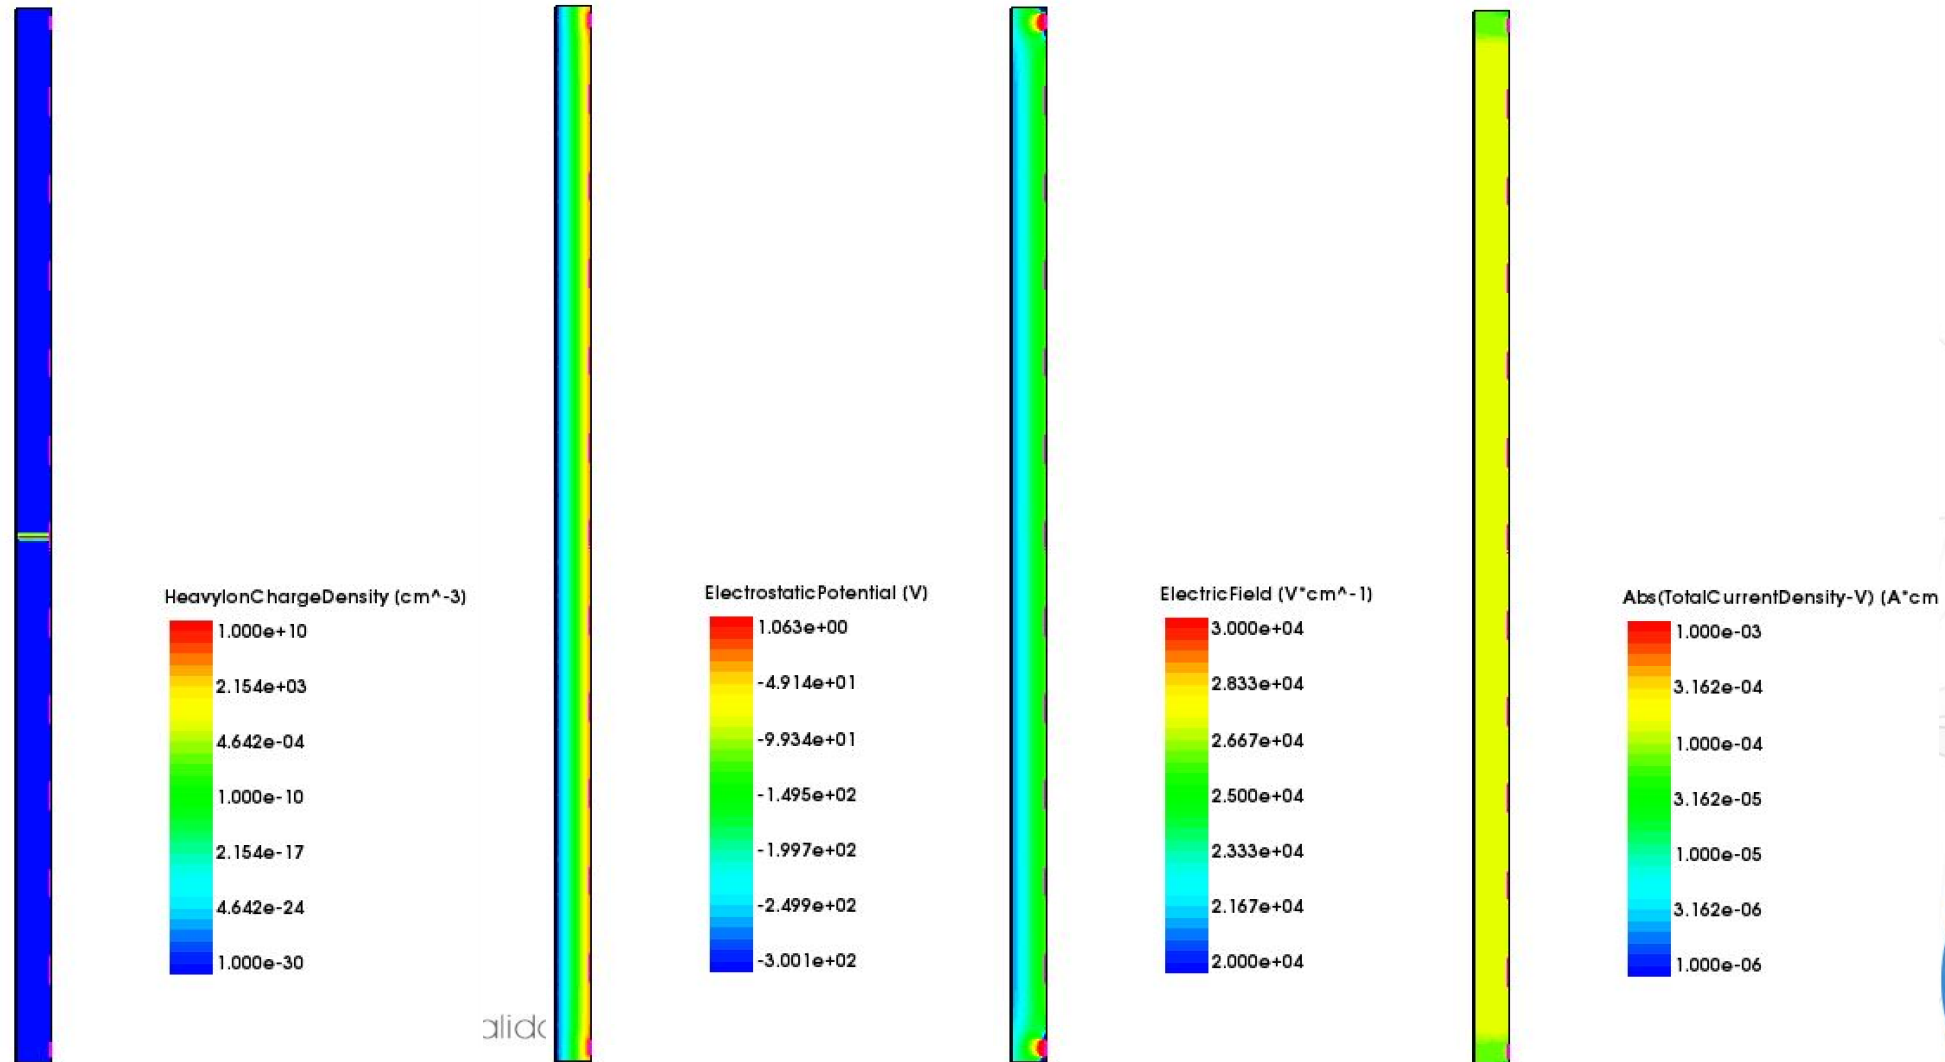 HeavyIonChargeDensity (cm^-3)
1.000e+10
2.154e+03
4.642e-04
1.000e-10
2.154e-17
4.642e-24
1.000e-30
ElectrostaticPotential (V)
1.063e+00
-4.914e+01
-9.934e+01
-1.495e+02
-1.997e+02
-2.499e+02
-3.001e+02
ElectricField (V*cm^-1)
3.000e+04
2.833e+04
2.667e+04
2.500e+04
2.333e+04
2.167e+04
2.000e+04
Abs(TotalCurrentDensity-V) (A*cm
1.000e-03
3.162e-04
1.000e-04
3.162e-05
1.000e-05
3.162e-06
1.000e-06